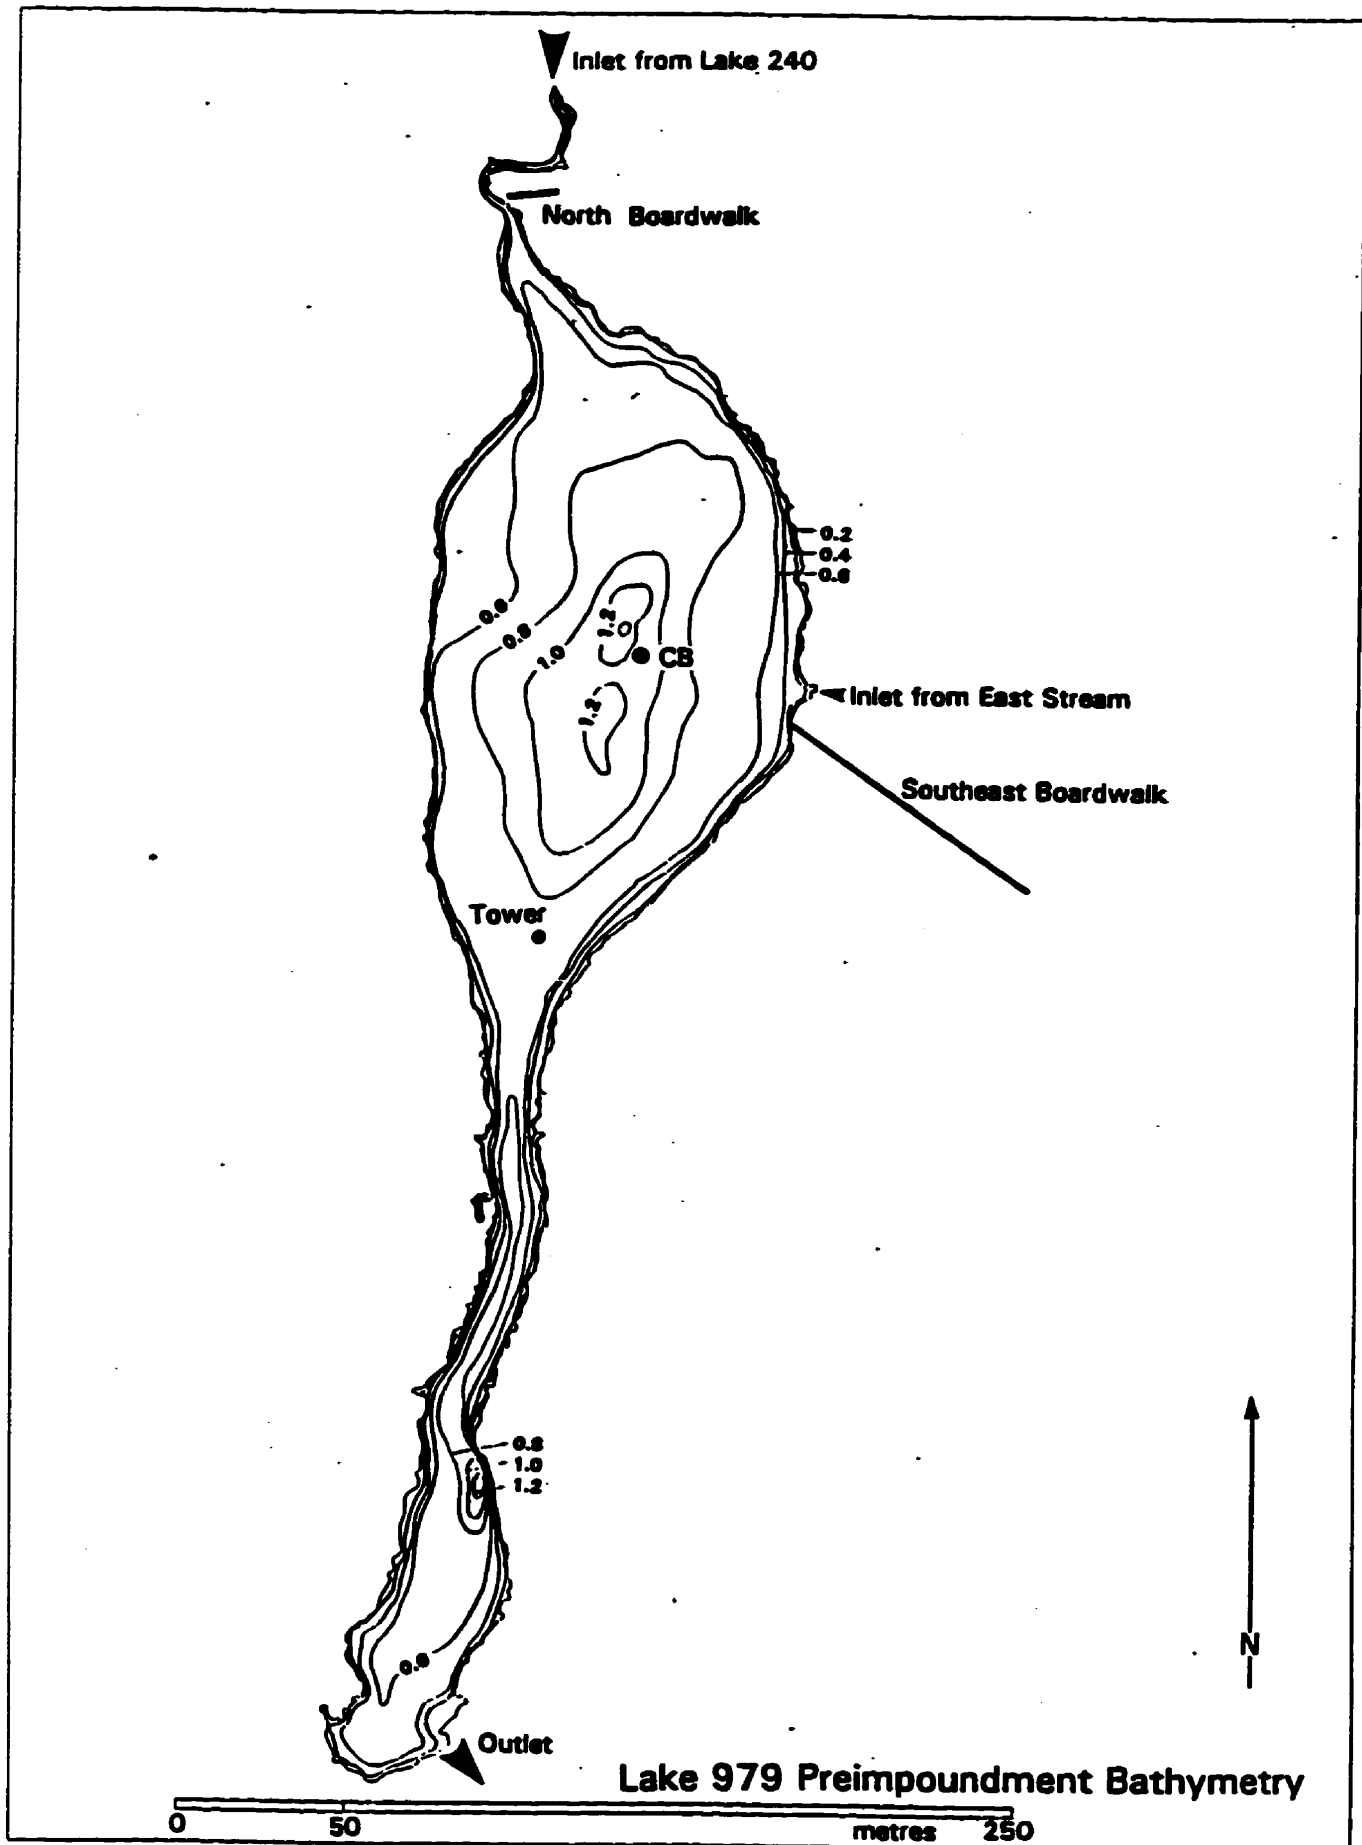 Inlet from Lake 240
North Boardwalk
0.2
0.4
0.6
0.6
0.8
1.0
1.2
CB
1.2
Inlet from East Stream
Southeast Boardwalk
Tower
0.8
1.0
1.2
0.6
N
Outlet
Lake 979 Preimpoundment Bathymetry
0 50 metres 250